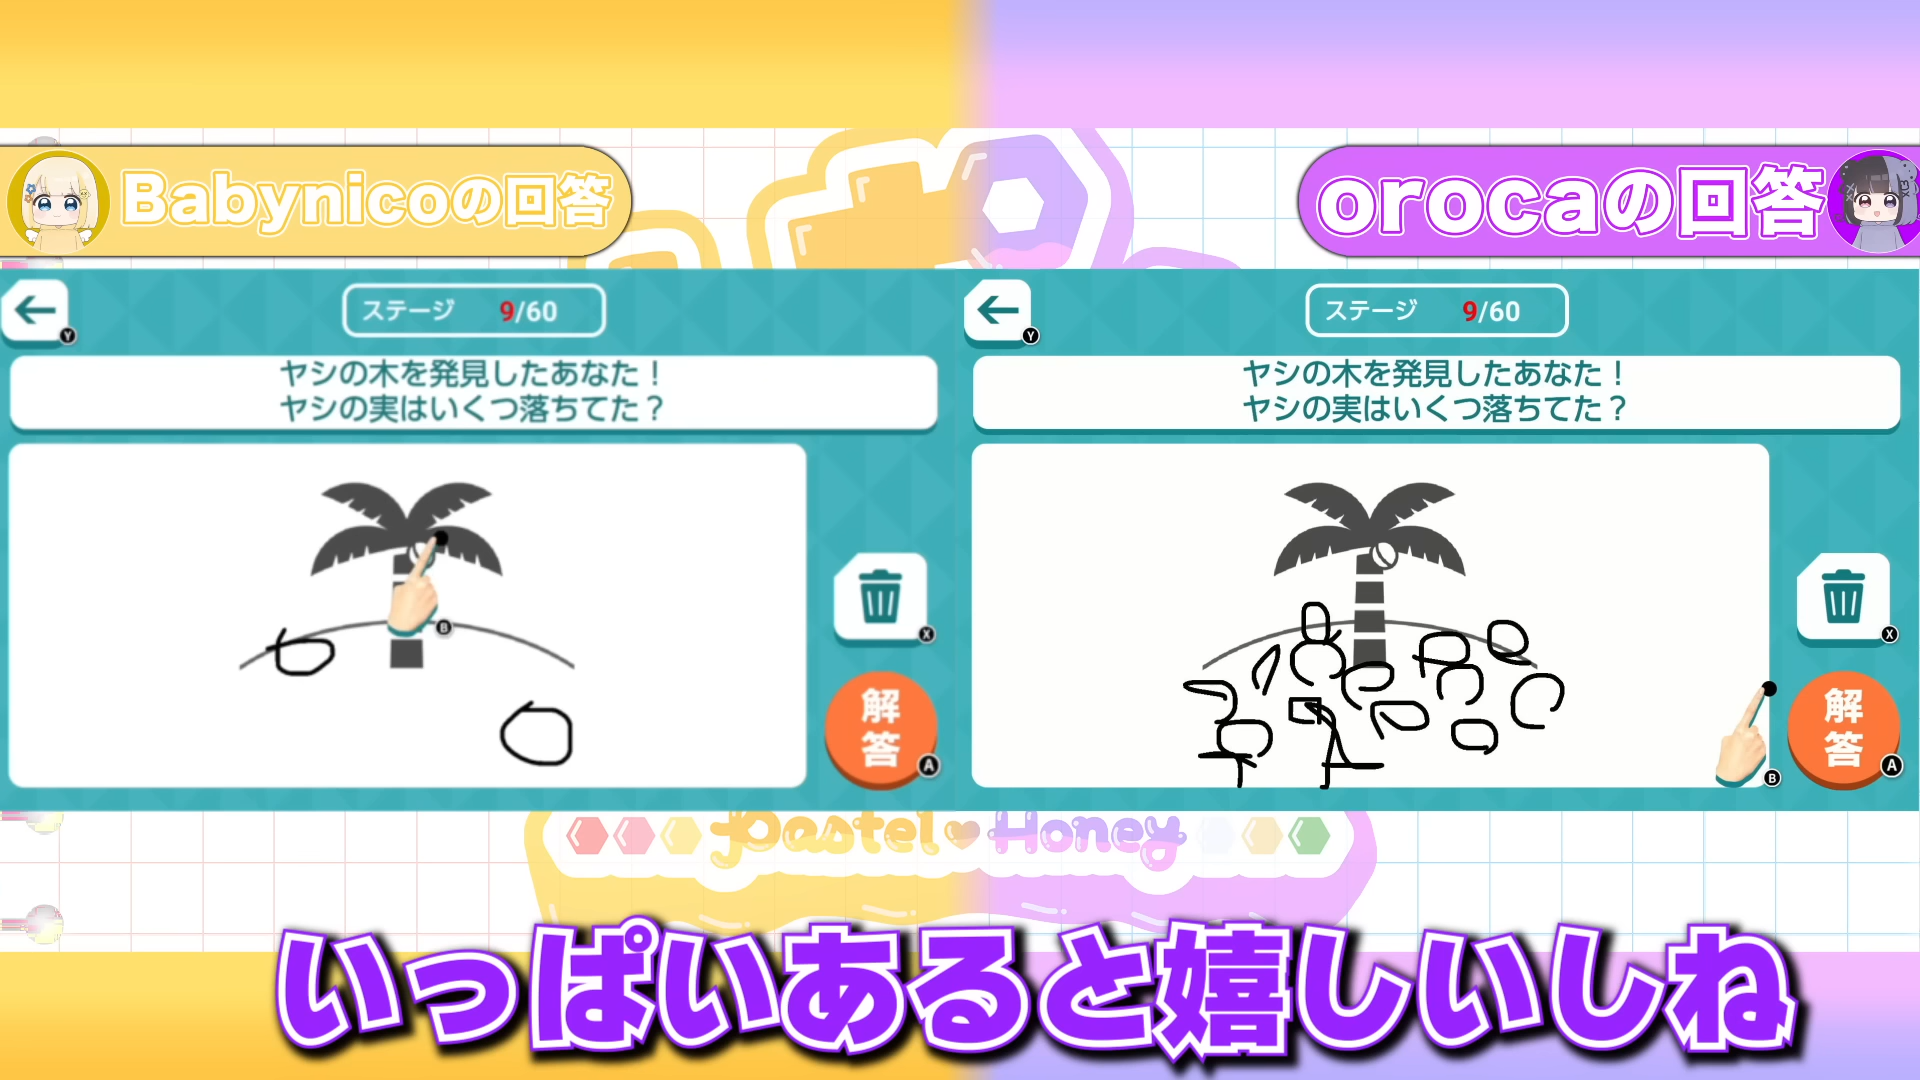 Babynicoの回答
orocaの回答
ステージ 9/60
Y
ヤシの木を発見したあなた！
ヤシの実はいくつ落ちてた？
B
X
解答
A
ステージ 9/60
Y
ヤシの木を発見したあなた！
ヤシの実はいくつ落ちてた？
X
解答
A
B
Pastel Honey
いっぱいあると嬉しいしね